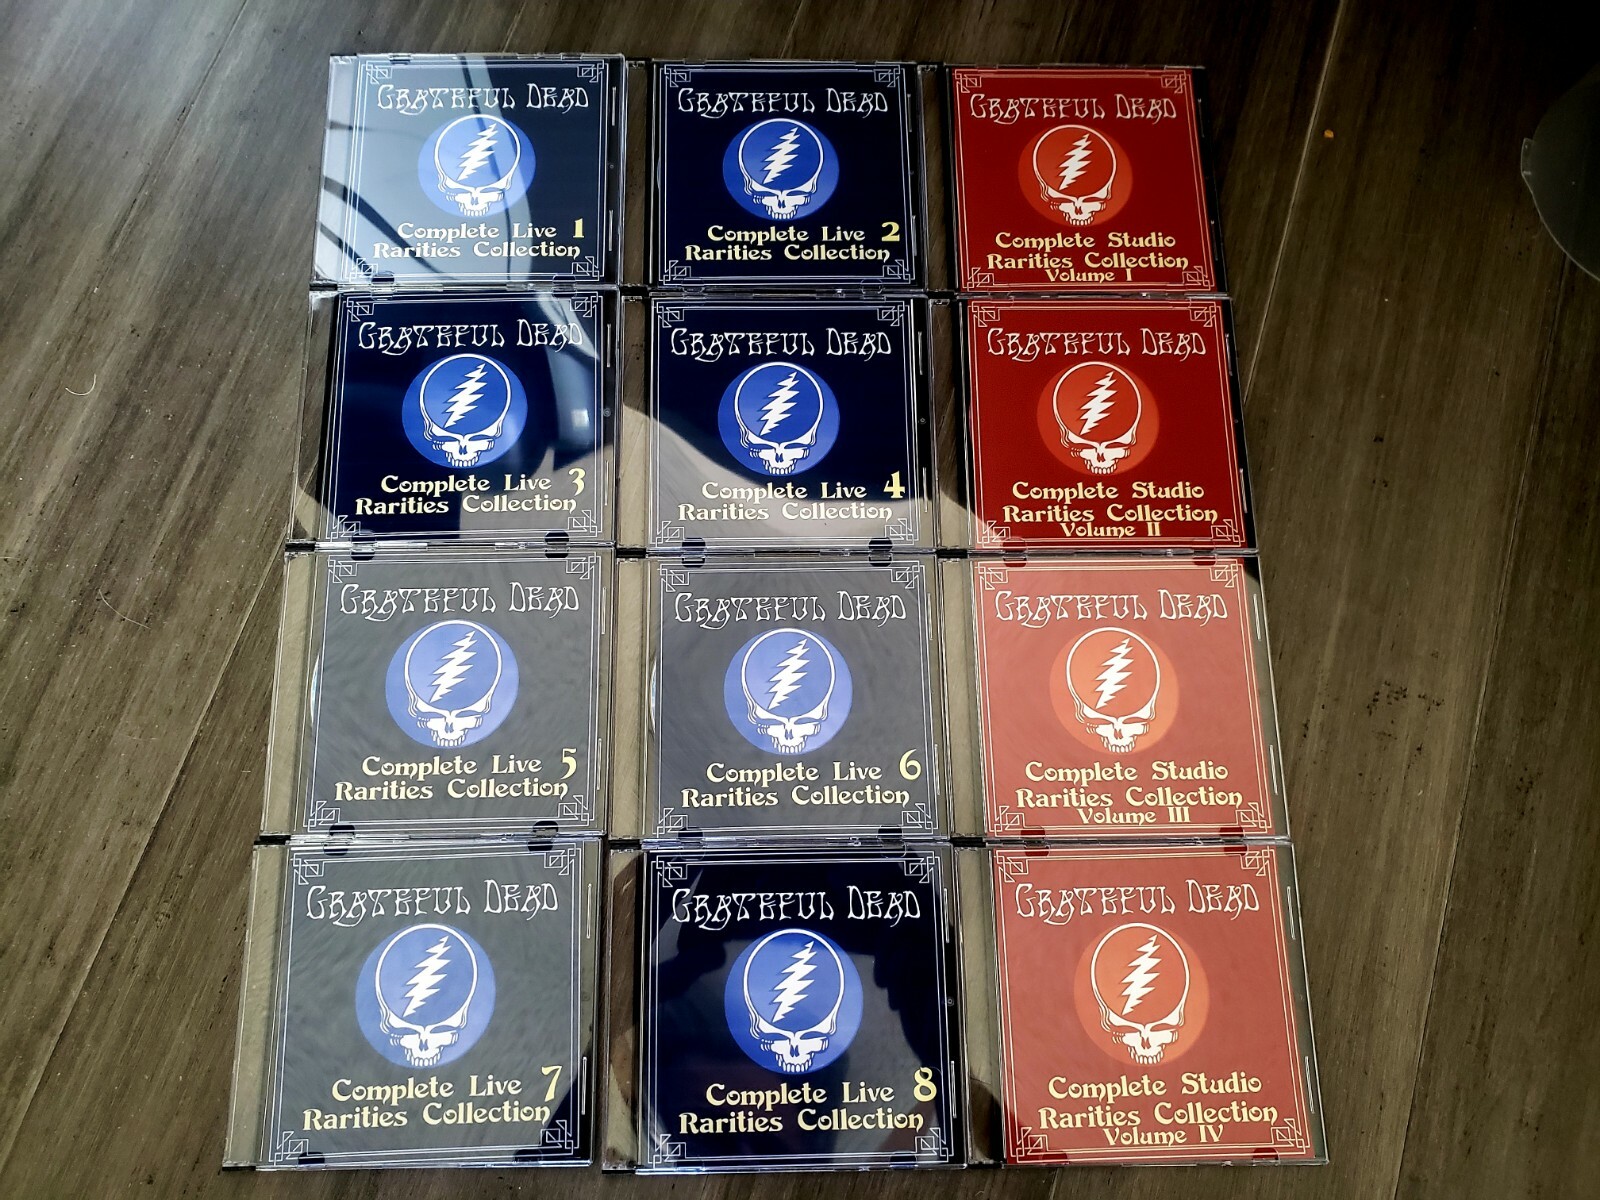 GRATEFUL DEAD
Complete Live 1
Rarities Collection
GRATEFUL DEAD
Complete Live 2
Rarities Collection
GRATEFUL DEAD
Complete Studio
Rarities Collection
Volume I
GRATEFUL DEAD
Complete Live 3
Rarities Collection
GRATEFUL DEAD
Complete Live 4
Rarities Collection
GRATEFUL DEAD
Complete Studio
Rarities Collection
Volume II
GRATEFUL DEAD
Complete Live 5
Rarities Collection
GRATEFUL DEAD
Complete Live 6
Rarities Collection
GRATEFUL DEAD
Complete Studio
Rarities Collection
Volume III
GRATEFUL DEAD
Complete Live 7
Rarities Collection
GRATEFUL DEAD
Complete Live 8
Rarities Collection
GRATEFUL DEAD
Complete Studio
Rarities Collection
Volume IV